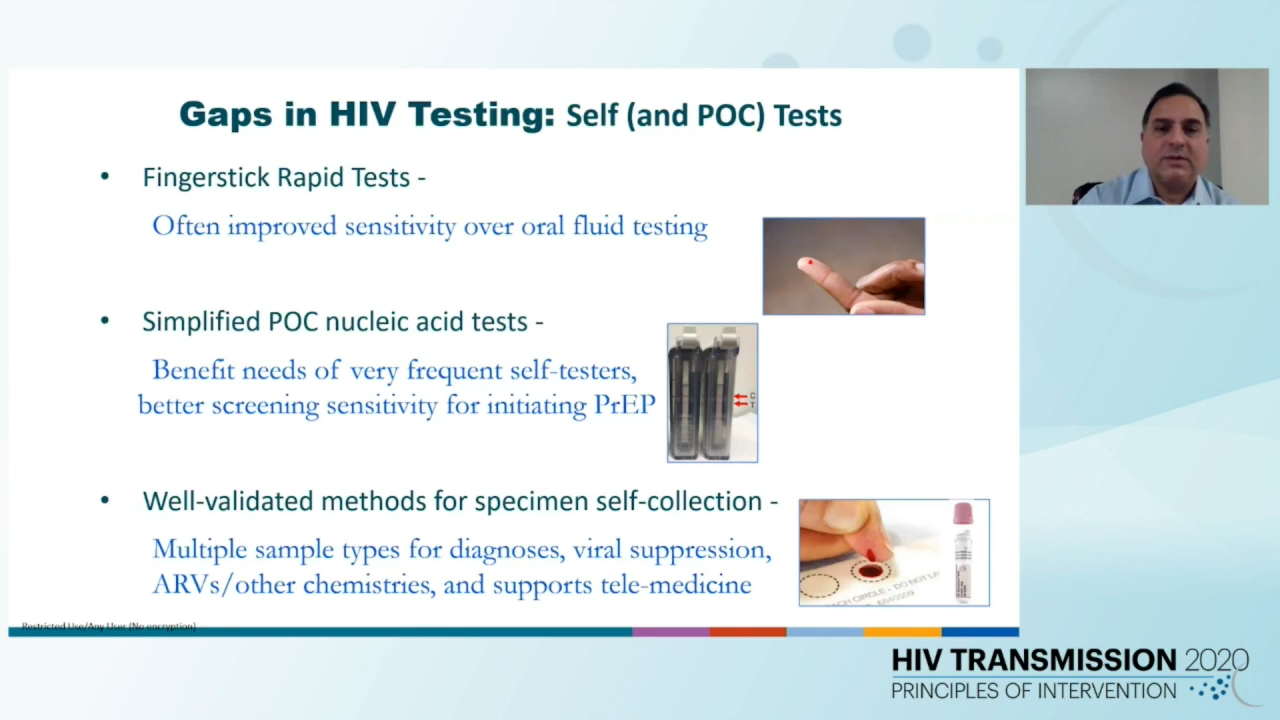 Gaps in HIV Testing: Self (and POC) Tests
• Fingerstick Rapid Tests -
Often improved sensitivity over oral fluid testing
• Simplified POC nucleic acid tests -
Benefit needs of very frequent self-testers,
better screening sensitivity for initiating PrEP
C
T
• Well-validated methods for specimen self-collection -
Multiple sample types for diagnoses, viral suppression,
ARVs/other chemistries, and supports tele-medicine
CIRCLE - DO NOT
Restricted Use/Any User (No encryption)
HIV TRANSMISSION 2020
PRINCIPLES OF INTERVENTION